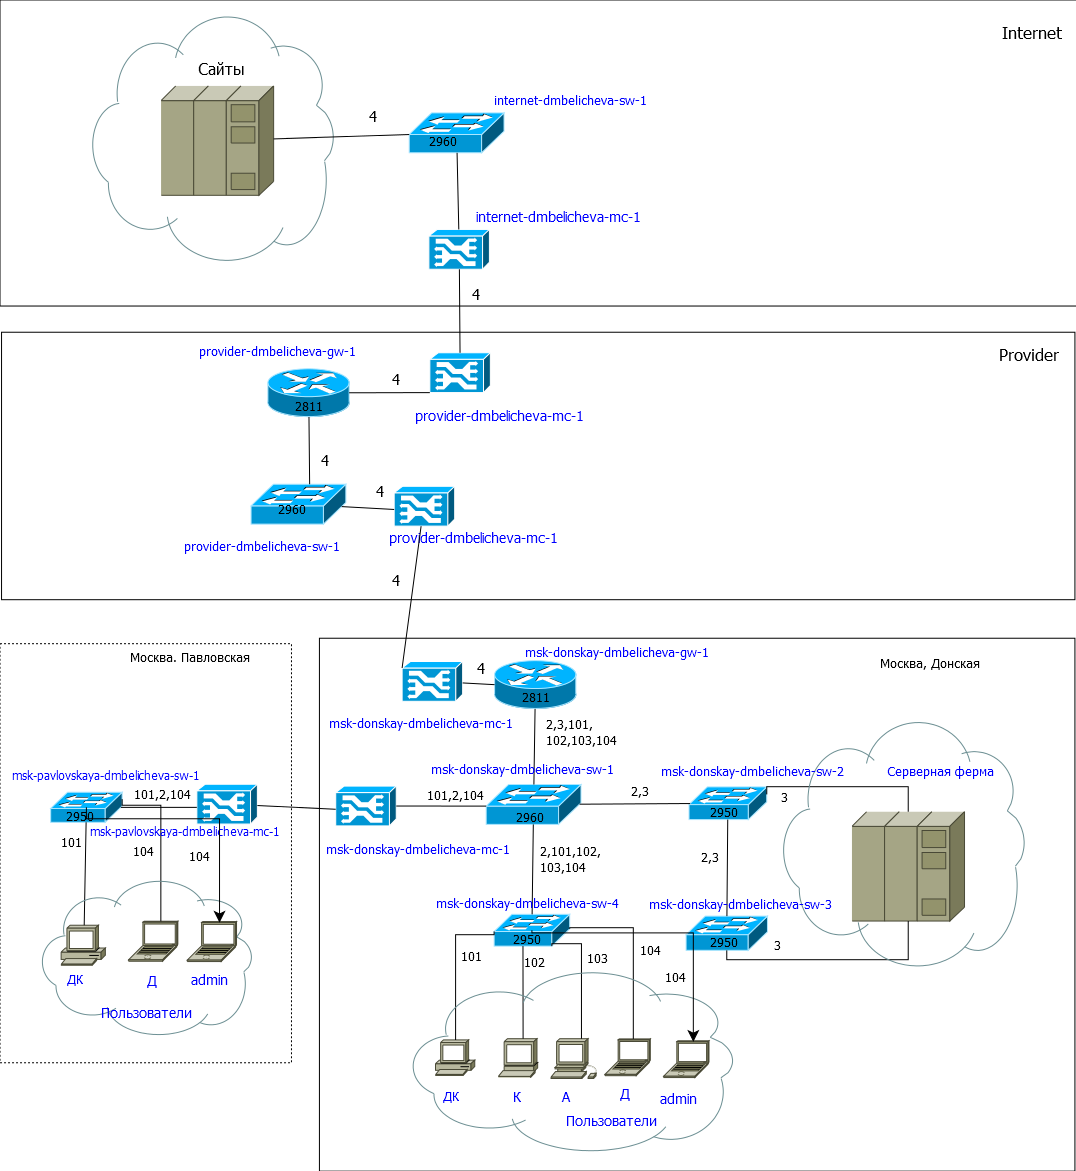 Internet
Сайты
internet-dmbelicheva-sw-1
4
2960
internet-dmbelicheva-mc-1
4
Provider
provider-dmbelicheva-gw-1
4
2811
provider-dmbelicheva-mc-1
4
4
2960
provider-dmbelicheva-mc-1
provider-dmbelicheva-sw-1
4
Москва. Павловская
msk-pavlovskaya-dmbelicheva-sw-1
101,2,104
2950
msk-pavlovskaya-dmbelicheva-mc-1
101
104
104
ДК
Д
admin
Пользователи
Москва, Донская
msk-donskay-dmbelicheva-gw-1
4
2811
msk-donskay-dmbelicheva-mc-1
2,3,101,
102,103,104
msk-donskay-dmbelicheva-sw-1
msk-donskay-dmbelicheva-sw-2
Серверная ферма
101,2,104
2,3
3
2960
2950
msk-donskay-dmbelicheva-mc-1
2,101,102,
103,104
2,3
msk-donskay-dmbelicheva-sw-4
msk-donskay-dmbelicheva-sw-3
2950
2950
3
101
102
103
104
104
ДК
К
А
Д
admin
Пользователи